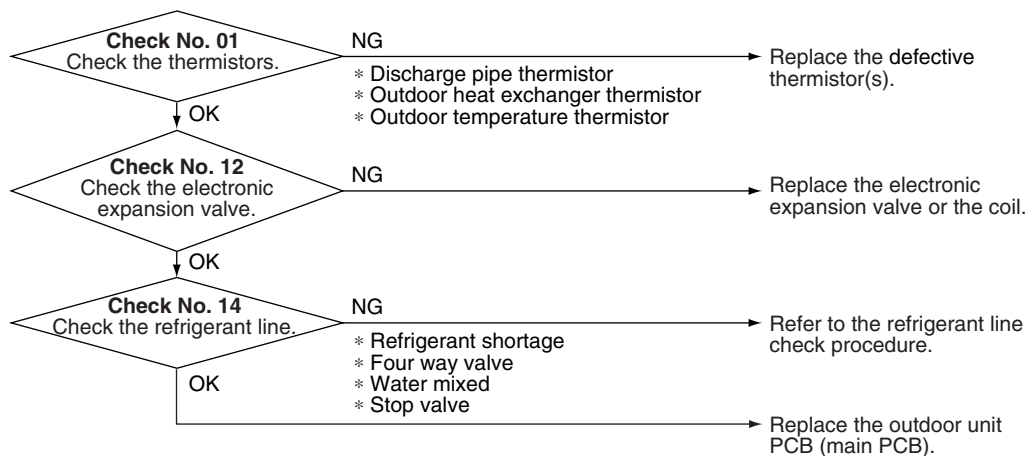 Check No. 01
Check the thermistors.
NG
∗ Discharge pipe thermistor
∗ Outdoor heat exchanger thermistor
∗ Outdoor temperature thermistor
Replace the defective
thermistor(s).
OK
Check No. 12
Check the electronic
expansion valve.
NG
Replace the electronic
expansion valve or the coil.
OK
Check No. 14
Check the refrigerant line.
NG
∗ Refrigerant shortage
∗ Four way valve
∗ Water mixed
∗ Stop valve
Refer to the refrigerant line
check procedure.
OK
Replace the outdoor unit
PCB (main PCB).